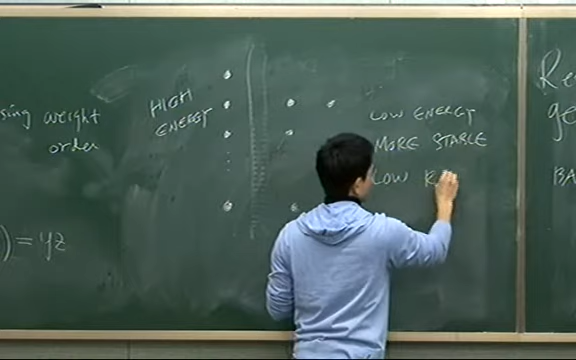 sing weight
order
) = yz
HIGH
ENERGY
LOW ENERGY
MORE STABLE
LOW
Re
ge
BA